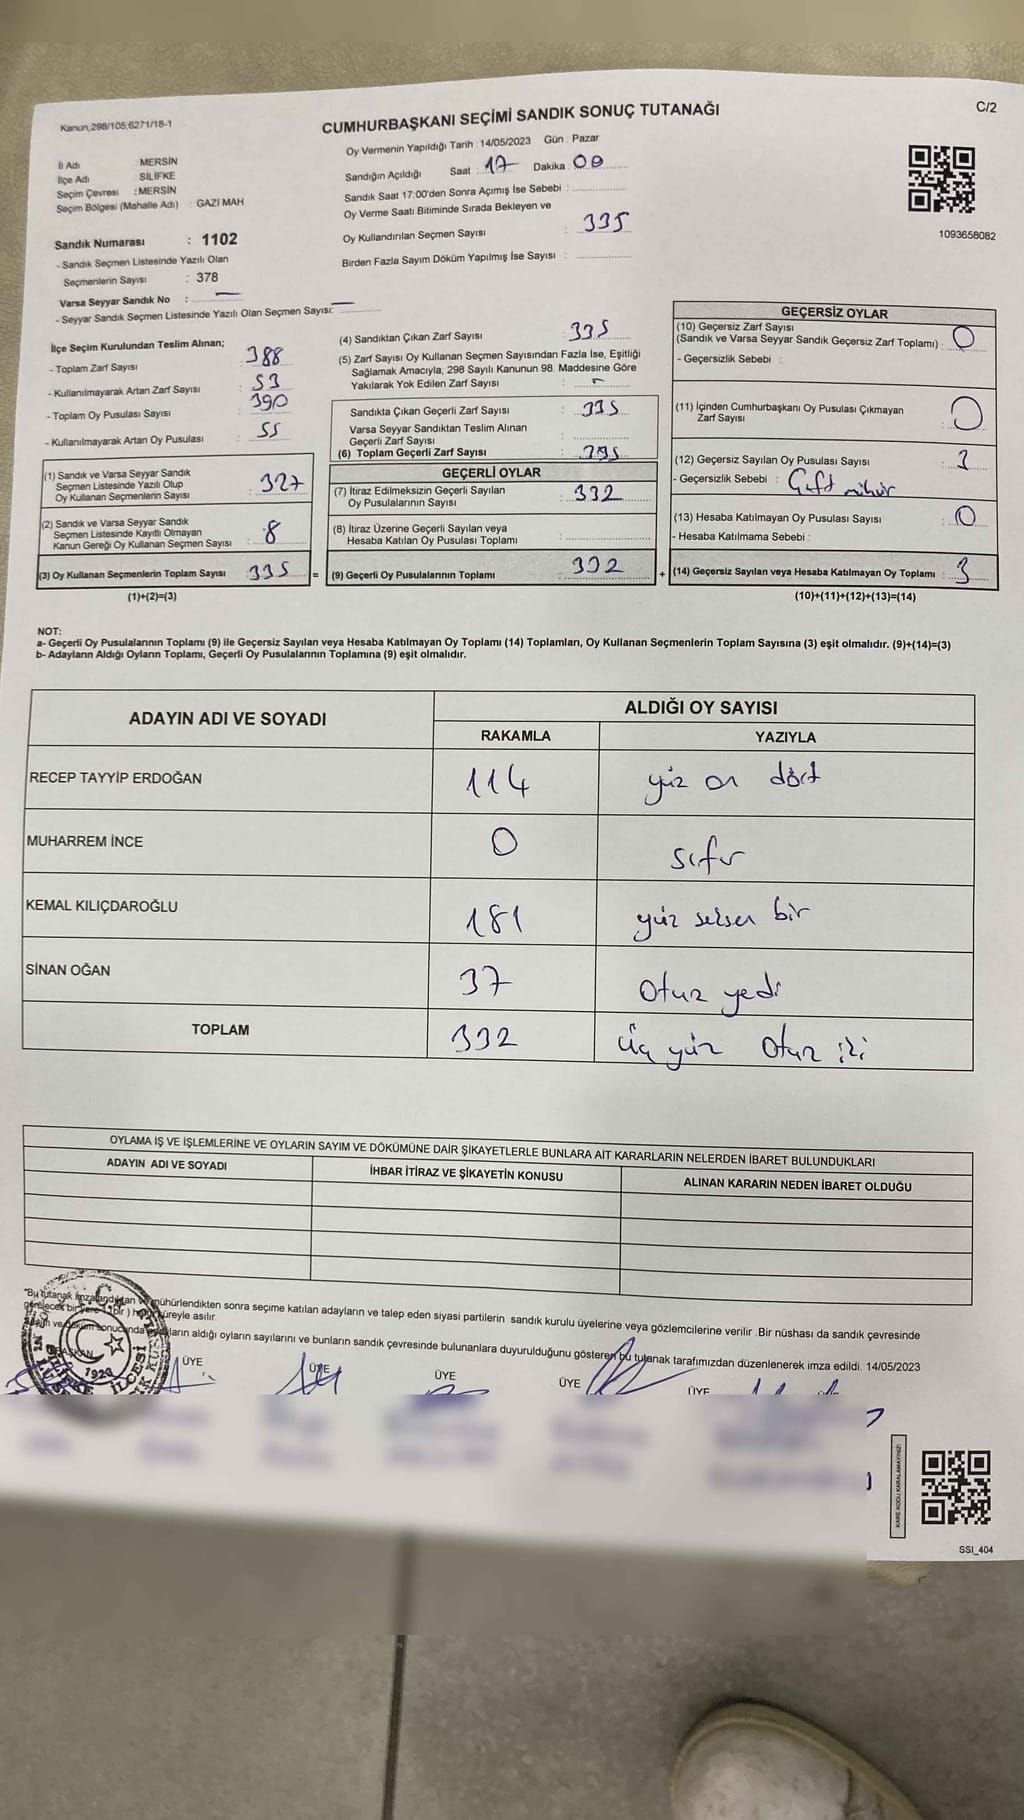 Kanun;298/105;6271/18-1
CUMHURBAŞKANI SEÇİMİ SANDIK SONUÇ TUTANAĞI
C/2
İl Adı : MERSİN
İlçe Adı : SİLİFKE
Seçim Çevresi : MERSİN
Seçim Bölgesi (Mahalle Adı) : GAZİ MAH
Oy Vermenin Yapıldığı Tarih : 14/05/2023 Gün : Pazar
Sandığın Açıldığı Saat : 17 Dakika : 00
Sandık Saat 17:00'den Sonra Açımış İse Sebebi :
Oy Verme Saati Bitiminde Sırada Bekleyen ve
Oy Kullandırılan Seçmen Sayısı : 335
Birden Fazla Sayım Döküm Yapılmış İse Sayısı :
1093658082
Sandık Numarası : 1102
- Sandık Seçmen Listesinde Yazılı Olan
Seçmenlerin Sayısı : 378
Varsa Seyyar Sandık No : —
- Seyyar Sandık Seçmen Listesinde Yazılı Olan Seçmen Sayısı: —
İlçe Seçim Kurulundan Teslim Alınan;
- Toplam Zarf Sayısı : 388
- Kullanılmayarak Artan Zarf Sayısı : 53
- Toplam Oy Pusulası Sayısı : 390
- Kullanılmayarak Artan Oy Pusulası : 55
(1) Sandık ve Varsa Seyyar Sandık
Seçmen Listesinde Yazılı Olup
Oy Kullanan Seçmenlerin Sayısı : 327
(2) Sandık ve Varsa Seyyar Sandık
Seçmen Listesinde Kayıtlı Olmayan
Kanun Gereği Oy Kullanan Seçmen Sayısı : 8
(3) Oy Kullanan Seçmenlerin Toplam Sayısı : 335
(1)+(2)=(3)
(4) Sandıktan Çıkan Zarf Sayısı : 335
(5) Zarf Sayısı Oy Kullanan Seçmen Sayısından Fazla İse, Eşitliği
Sağlamak Amacıyla; 298 Sayılı Kanunun 98. Maddesine Göre
Yakılarak Yok Edilen Zarf Sayısı :
Sandıkta Çıkan Geçerli Zarf Sayısı : 335
Varsa Seyyar Sandıktan Teslim Alınan
Geçerli Zarf Sayısı :
(6) Toplam Geçerli Zarf Sayısı : 335
GEÇERLİ OYLAR
(7) İtiraz Edilmeksizin Geçerli Sayılan
Oy Pusulalarının Sayısı : 332
(8) İtiraz Üzerine Geçerli Sayılan veya
Hesaba Katılan Oy Pusulası Toplamı :
= (9) Geçerli Oy Pusulalarının Toplamı : 332
GEÇERSİZ OYLAR
(10) Geçersiz Zarf Sayısı
(Sandık ve Varsa Seyyar Sandık Geçersiz Zarf Toplamı) : 0
- Geçersizlik Sebebi :
(11) İçinden Cumhurbaşkanı Oy Pusulası Çıkmayan
Zarf Sayısı : 0
(12) Geçersiz Sayılan Oy Pusulası Sayısı : 3
- Geçersizlik Sebebi : Çift mühür
(13) Hesaba Katılmayan Oy Pusulası Sayısı : 0
- Hesaba Katılmama Sebebi :
+ (14) Geçersiz Sayılan veya Hesaba Katılmayan Oy Toplamı : 3
(10)+(11)+(12)+(13)=(14)
NOT:
a- Geçerli Oy Pusulalarının Toplamı (9) ile Geçersiz Sayılan veya Hesaba Katılmayan Oy Toplamı (14) Toplamları, Oy Kullanan Seçmenlerin Toplam Sayısına (3) eşit olmalıdır. (9)+(14)=(3)
b- Adayların Aldığı Oyların Toplamı, Geçerli Oy Pusulalarının Toplamına (9) eşit olmalıdır.
ADAYIN ADI VE SOYADI ALDIĞI OY SAYISI
RAKAMLA YAZIYLA
RECEP TAYYİP ERDOĞAN 114 yüz on dört
MUHARREM İNCE 0 sıfır
KEMAL KILIÇDAROĞLU 181 yüz seksen bir
SİNAN OĞAN 37 Otuz yedi
TOPLAM 332 Üç yüz Otuz iki
OYLAMA İŞ VE İŞLEMLERİNE VE OYLARIN SAYIM VE DÖKÜMÜNE DAİR ŞİKAYETLERLE BUNLARA AİT KARARLARIN NELERDEN İBARET BULUNDUKLARI
ADAYIN ADI VE SOYADI İHBAR İTİRAZ VE ŞİKAYETİN KONUSU ALINAN KARARIN NEDEN İBARET OLDUĞU
"Bu tutanak imzalandıktan ve mühürlendikten sonra seçime katılan adayların ve talep eden siyasi partilerin sandık kurulu üyelerine veya gözlemcilerine verilir .Bir nüshası da sandık çevresinde
görülecek bir yere 1 (bir ) hafta süreyle asılır.
sayım ve döküm sonucunda adayların aldığı oyların sayılarını ve bunların sandık çevresinde bulunanlara duyurulduğunu gösteren bu tutanak tarafımızdan düzenlenerek imza edildi. 14/05/2023
BAŞKAN ÜYE ÜYE ÜYE ÜYE ÜYE
1923
İLÇESİ
KARE KODU KARALAMAYINIZ!
SSI_404